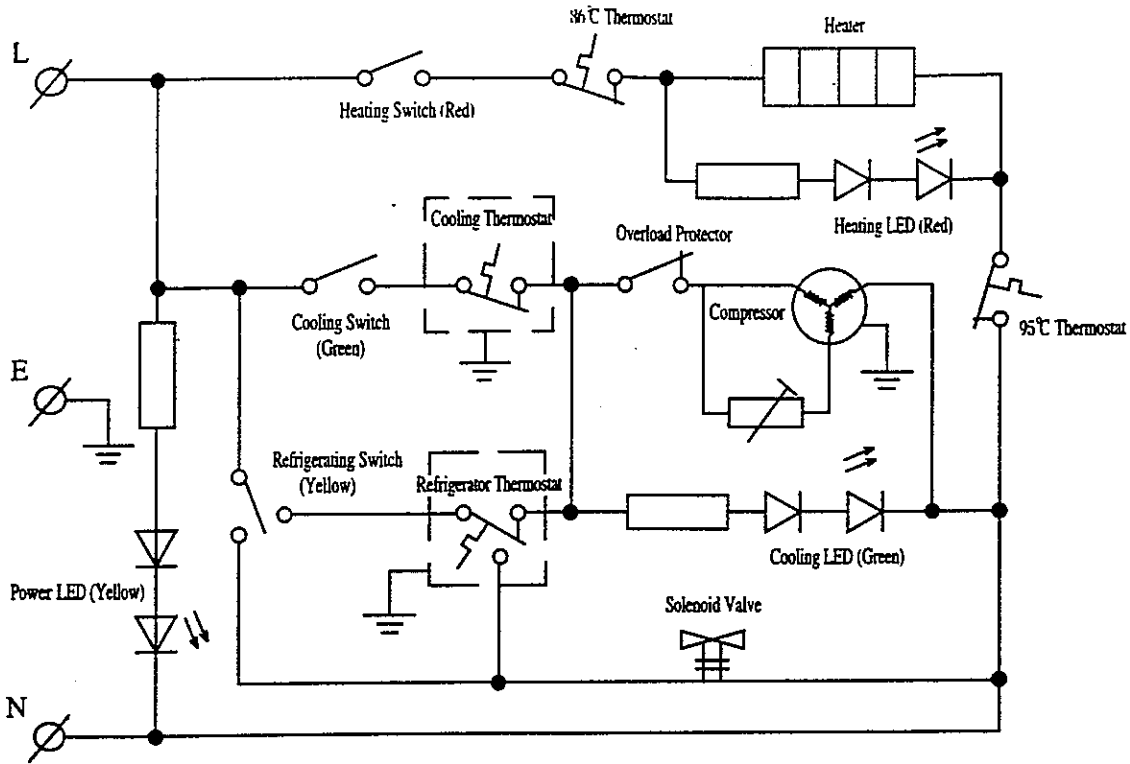 86°C Thermostat
Heater
L
Heating Switch (Red)
Cooling Thermostat
Overload Protector
Heating LED (Red)
Cooling Switch
(Green)
Compressor
95°C Thermostat
E
Refrigerating Switch
(Yellow)
Refrigerator Thermostat
Cooling LED (Green)
Power LED (Yellow)
Solenoid Valve
N